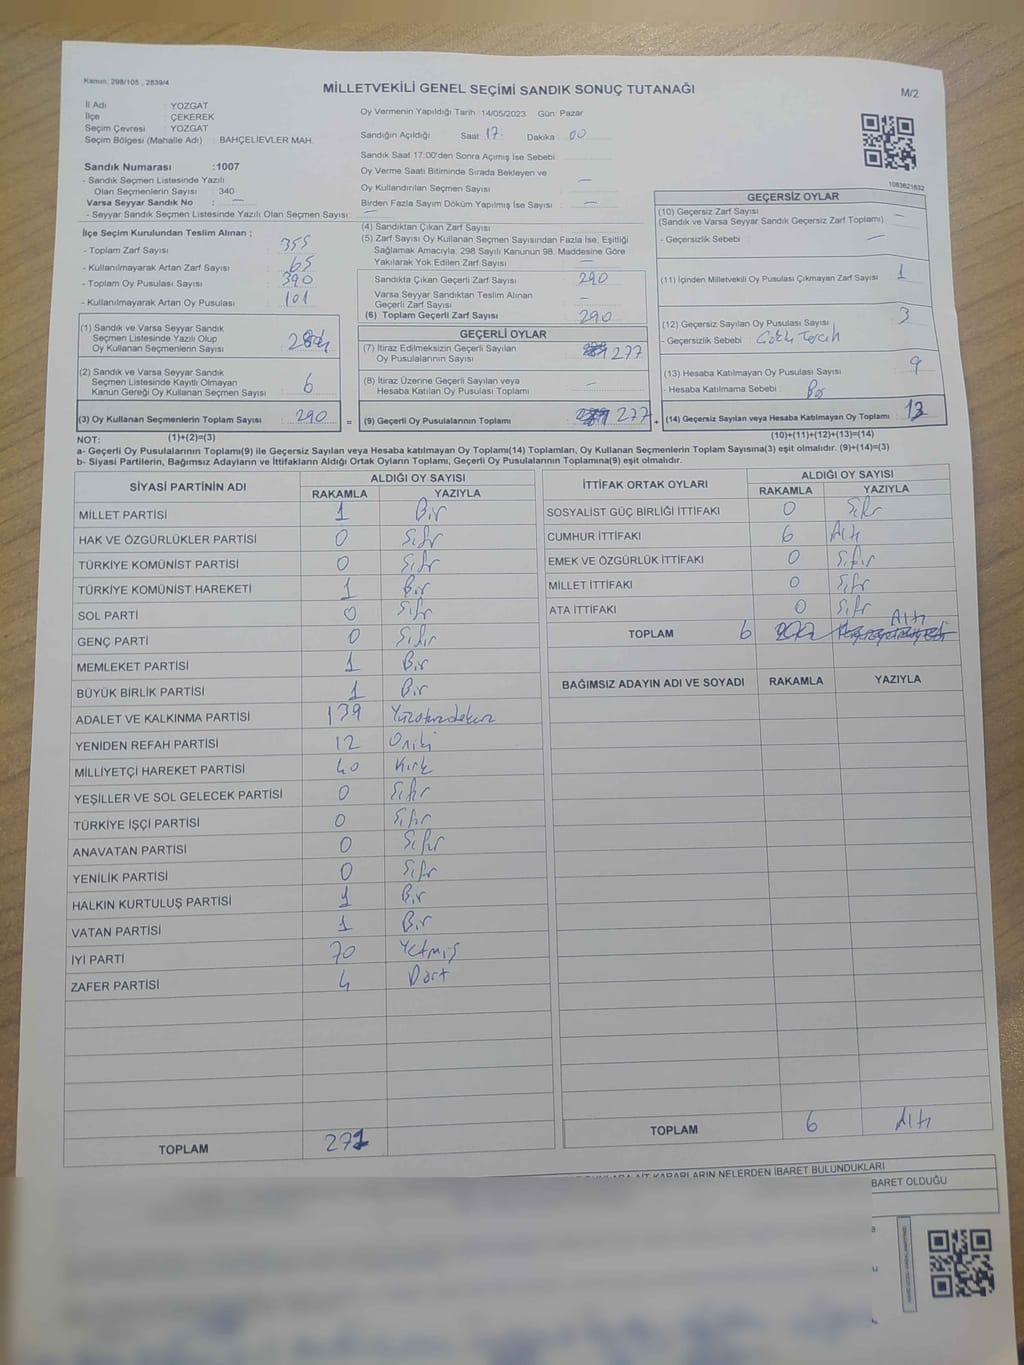 Kanun, 298/105 , 2839/4
MİLLETVEKİLİ GENEL SEÇİMİ SANDIK SONUÇ TUTANAĞI
M/2
İl Adı : YOZGAT
İlçe : ÇEKEREK
Seçim Çevresi : YOZGAT
Seçim Bölgesi (Mahalle Adı) : BAHÇELİEVLER MAH.
Sandık Numarası :1007
- Sandık Seçmen Listesinde Yazılı
Olan Seçmenlerin Sayısı : 340
Varsa Seyyar Sandık No : —
- Seyyar Sandık Seçmen Listesinde Yazılı Olan Seçmen Sayısı: —
Oy Vermenin Yapıldığı Tarih :14/05/2023 Gün: Pazar
Sandığın Açıldığı Saat 17: Dakika 00
Sandık Saat 17:00'den Sonra Açımış İse Sebebi
Oy Verme Saati Bitiminde Sırada Bekleyen ve
Oy Kullandırılan Seçmen Sayısı —
Birden Fazla Sayım Döküm Yapılmış İse Sayısı —
1083621632
İlçe Seçim Kurulundan Teslim Alınan ;
- Toplam Zarf Sayısı : 355
- Kullanılmayarak Artan Zarf Sayısı : 65
- Toplam Oy Pusulası Sayısı : 390
- Kullanılmayarak Artan Oy Pusulası : 101
(1) Sandık ve Varsa Seyyar Sandık
Seçmen Listesinde Yazılı Olup
Oy Kullanan Seçmenlerin Sayısı : 284
(2) Sandık ve Varsa Seyyar Sandık
Seçmen Listesinde Kayıtlı Olmayan
Kanun Gereği Oy Kullanan Seçmen Sayısı : 6
(3) Oy Kullanan Seçmenlerin Toplam Sayısı : 290
(1)+(2)=(3)
(4) Sandıktan Çıkan Zarf Sayısı
(5) Zarf Sayısı Oy Kullanan Seçmen Sayısından Fazla İse, Eşitliği
Sağlamak Amacıyla; 298 Sayılı Kanunun 98. Maddesine Göre
Yakılarak Yok Edilen Zarf Sayısı —
Sandıkta Çıkan Geçerli Zarf Sayısı 290
Varsa Seyyar Sandıktan Teslim Alınan
Geçerli Zarf Sayısı —
(6) Toplam Geçerli Zarf Sayısı 290
GEÇERLİ OYLAR
(7) İtiraz Edilmeksizin Geçerli Sayılan
Oy Pusulalarının Sayısı 277
(8) İtiraz Üzerine Geçerli Sayılan veya
Hesaba Katılan Oy Pusulası Toplamı —
= (9) Geçerli Oy Pusulalarının Toplamı 277 +
GEÇERSİZ OYLAR
(10) Geçersiz Zarf Sayısı
(Sandık ve Varsa Seyyar Sandık Geçersiz Zarf Toplamı) —
- Geçersizlik Sebebi : —
(11) İçinden Milletvekili Oy Pusulası Çıkmayan Zarf Sayısı : 1
(12) Geçersiz Sayılan Oy Pusulası Sayısı : 3
- Geçersizlik Sebebi :
(13) Hesaba Katılmayan Oy Pusulası Sayısı : 9
- Hesaba Katılmama Sebebi : Boş
(14) Geçersiz Sayılan veya Hesaba Katılmayan Oy Toplamı : 13
(10)+(11)+(12)+(13)=(14)
NOT:
a- Geçerli Oy Pusulalarının Toplamı(9) ile Geçersiz Sayılan veya Hesaba katılmayan Oy Toplamı(14) Toplamları, Oy Kullanan Seçmenlerin Toplam Sayısına(3) eşit olmalıdır. (9)+(14)=(3)
b- Siyasi Partilerin, Bağımsız Adayların ve İttifakların Aldığı Ortak Oyların Toplamı, Geçerli Oy Pusulalarının Toplamına(9) eşit olmalıdır.
SİYASİ PARTİNİN ADI ALDIĞI OY SAYISI
RAKAMLA YAZIYLA
MİLLET PARTİSİ 1 Bir
HAK VE ÖZGÜRLÜKLER PARTİSİ 0 Sıfır
TÜRKİYE KOMÜNİST PARTİSİ 0 Sıfır
TÜRKİYE KOMÜNİST HAREKETİ 1 Bir
SOL PARTİ 0 Sıfır
GENÇ PARTİ 0 Sıfır
MEMLEKET PARTİSİ 1 Bir
BÜYÜK BİRLİK PARTİSİ 1 Bir
ADALET VE KALKINMA PARTİSİ 139 Yüzotuzdokuz
YENİDEN REFAH PARTİSİ 12 Oniki
MİLLİYETÇİ HAREKET PARTİSİ 40 Kırk
YEŞİLLER VE SOL GELECEK PARTİSİ 0 Sıfır
TÜRKİYE İŞÇİ PARTİSİ 0 Sıfır
ANAVATAN PARTİSİ 0 Sıfır
YENİLİK PARTİSİ 0 Sıfır
HALKIN KURTULUŞ PARTİSİ 1 Bir
VATAN PARTİSİ 1 Bir
İYİ PARTİ 70 Yetmiş
ZAFER PARTİSİ 4 Dört
TOPLAM 271
İTTİFAK ORTAK OYLARI ALDIĞI OY SAYISI
RAKAMLA YAZIYLA
SOSYALİST GÜÇ BİRLİĞİ İTTİFAKI 0 Sıfır
CUMHUR İTTİFAKI 6 Altı
EMEK VE ÖZGÜRLÜK İTTİFAKI 0 Sıfır
MİLLET İTTİFAKI 0 Sıfır
ATA İTTİFAKI 0 Sıfır
TOPLAM 6 Altı
BAĞIMSIZ ADAYIN ADI VE SOYADI RAKAMLA YAZIYLA
TOPLAM 6 Altı
KARARLARIN NELERDEN İBARET BULUNDUKLARI
BARET OLDUĞU